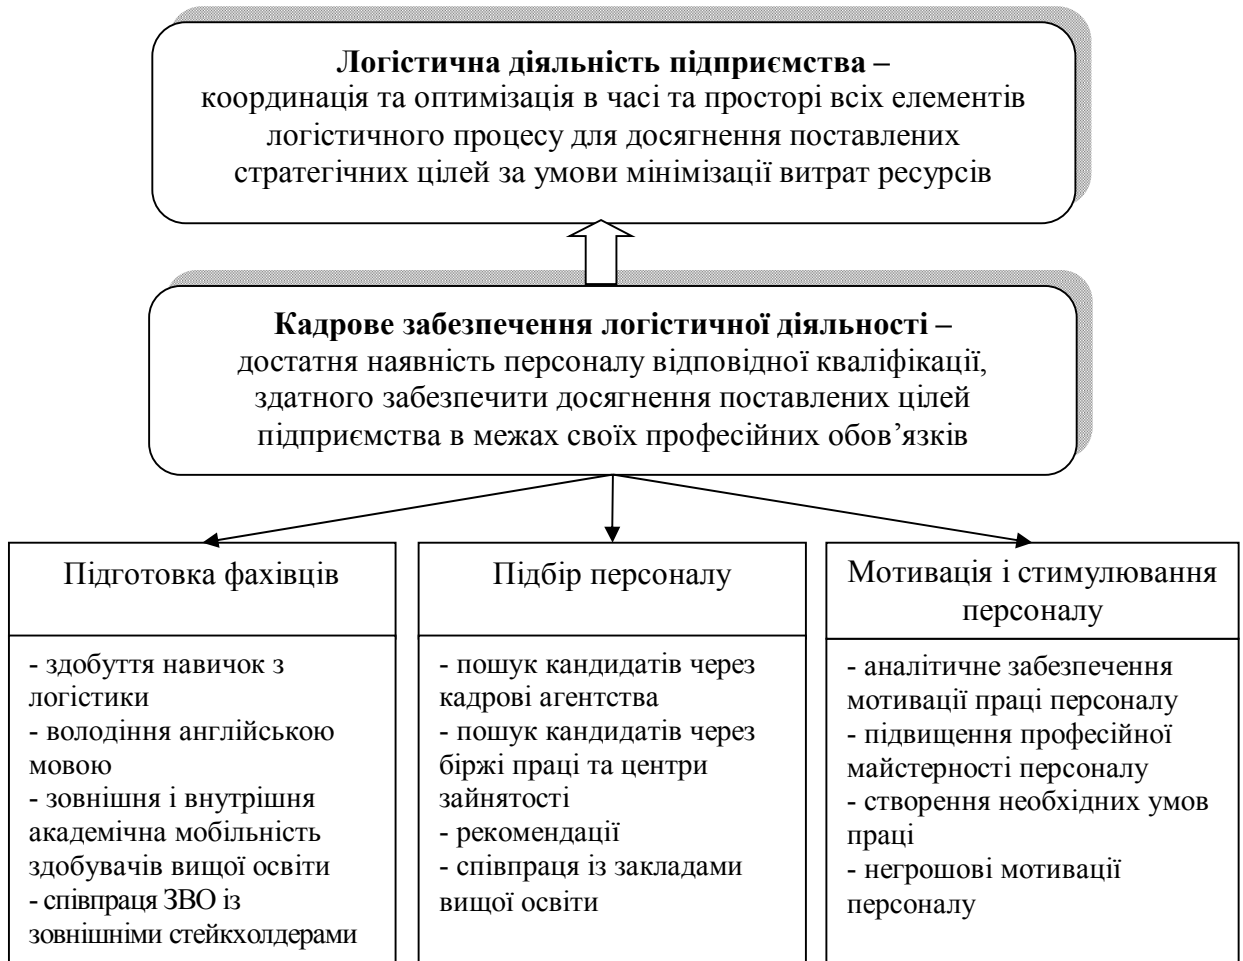 Логістична діяльність підприємства –
координація та оптимізація в часі та просторі всіх елементів
логістичного процесу для досягнення поставлених
стратегічних цілей за умови мінімізації витрат ресурсів
Кадрове забезпечення логістичної діяльності –
достатня наявність персоналу відповідної кваліфікації,
здатного забезпечити досягнення поставлених цілей
підприємства в межах своїх професійних обов’язків
Підготовка фахівців
- здобуття навичок з
логістики
- володіння англійською
мовою
- зовнішня і внутрішня
академічна мобільність
здобувачів вищої освіти
- співпраця ЗВО із
зовнішніми стейкхолдерами
Підбір персоналу
- пошук кандидатів через
кадрові агентства
- пошук кандидатів через
біржі праці та центри
зайнятості
- рекомендації
- співпраця із закладами
вищої освіти
Мотивація і стимулювання
персоналу
- аналітичне забезпечення
мотивації праці персоналу
- підвищення професійної
майстерності персоналу
- створення необхідних умов
праці
- негрошові мотивації
персоналу